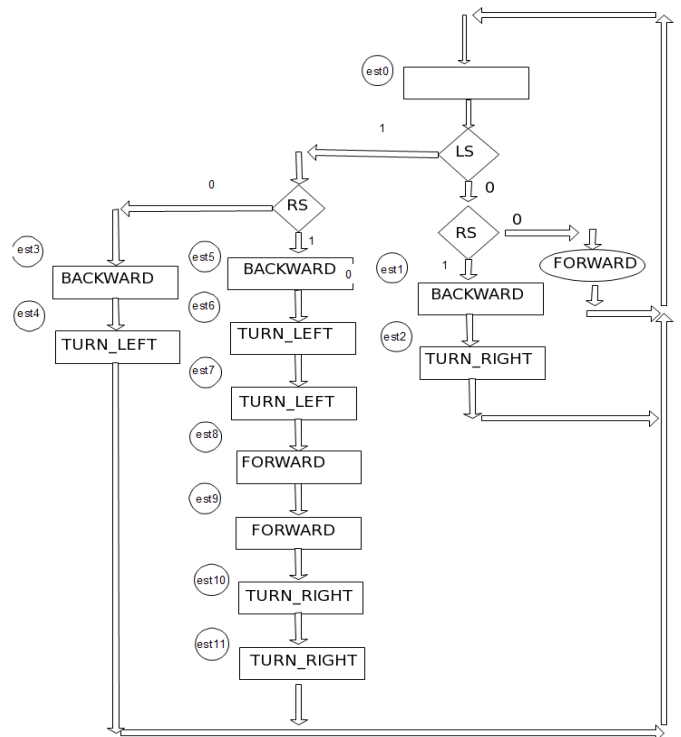 est0
1
LS
0
0
RS
RS
0
est3
1
est5
FORWARD
BACKWARD
BACKWARD
0
est1
1
BACKWARD
est4
est6
TURN_LEFT
TURN_LEFT
est2
TURN_RIGHT
est7
TURN_LEFT
est8
FORWARD
est9
FORWARD
est10
TURN_RIGHT
est11
TURN_RIGHT